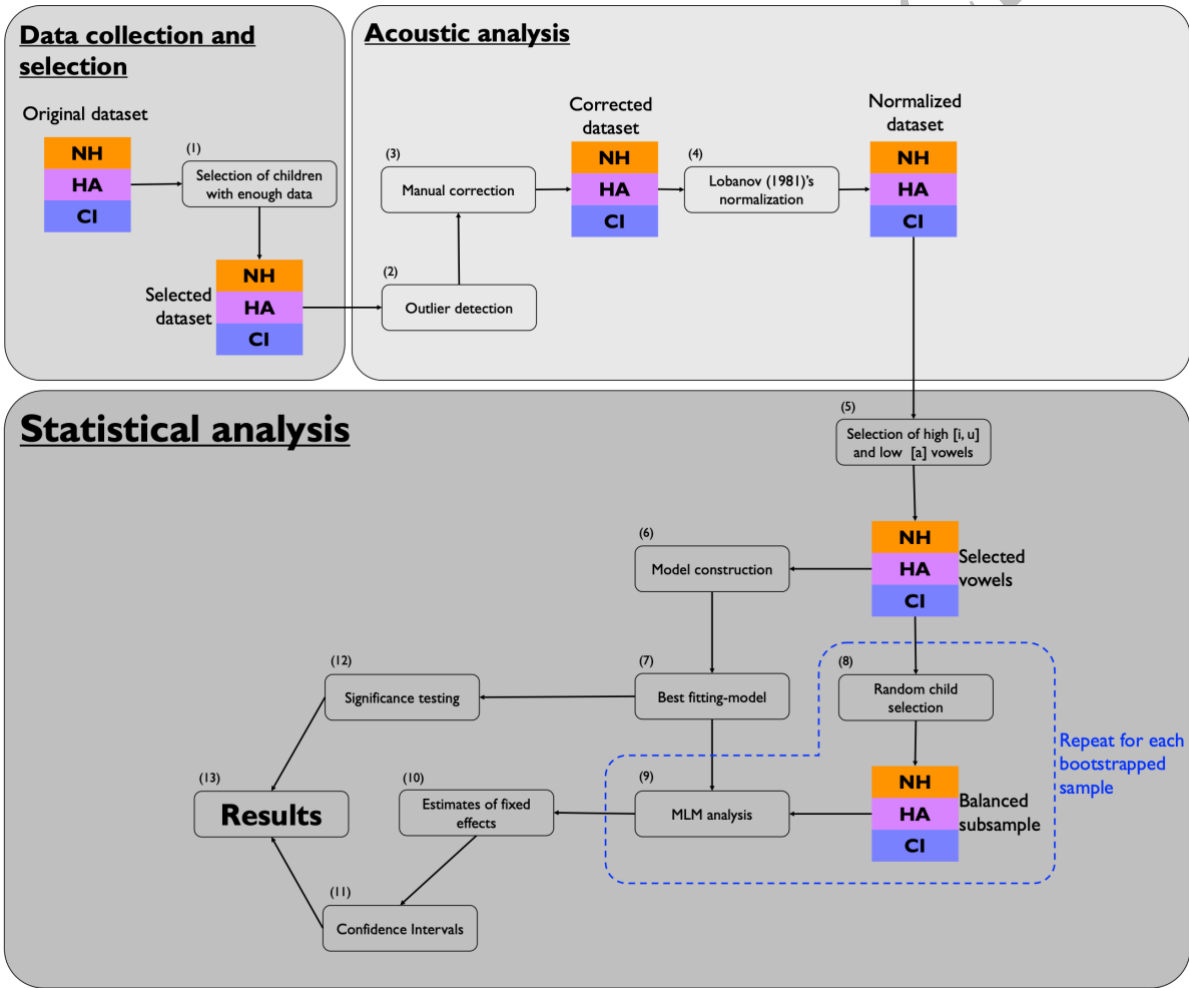 Data collection and
selection
Original dataset
NH
HA
CI
(1)
Selection of children
with enough data
Selected
dataset
NH
HA
CI
Acoustic analysis
(2)
Outlier detection
(3)
Manual correction
Corrected
dataset
NH
HA
CI
(4)
Lobanov (1981)'s
normalization
Normalized
dataset
NH
HA
CI
Statistical analysis
(5)
Selection of high [i, u]
and low [a] vowels
NH
HA
CI
Selected
vowels
(6)
Model construction
(7)
Best fitting-model
(8)
Random child
selection
Repeat for each
bootstrapped
sample
NH
HA
CI
Balanced
subsample
(9)
MLM analysis
(10)
Estimates of fixed
effects
(11)
Confidence Intervals
(12)
Significance testing
(13)
Results